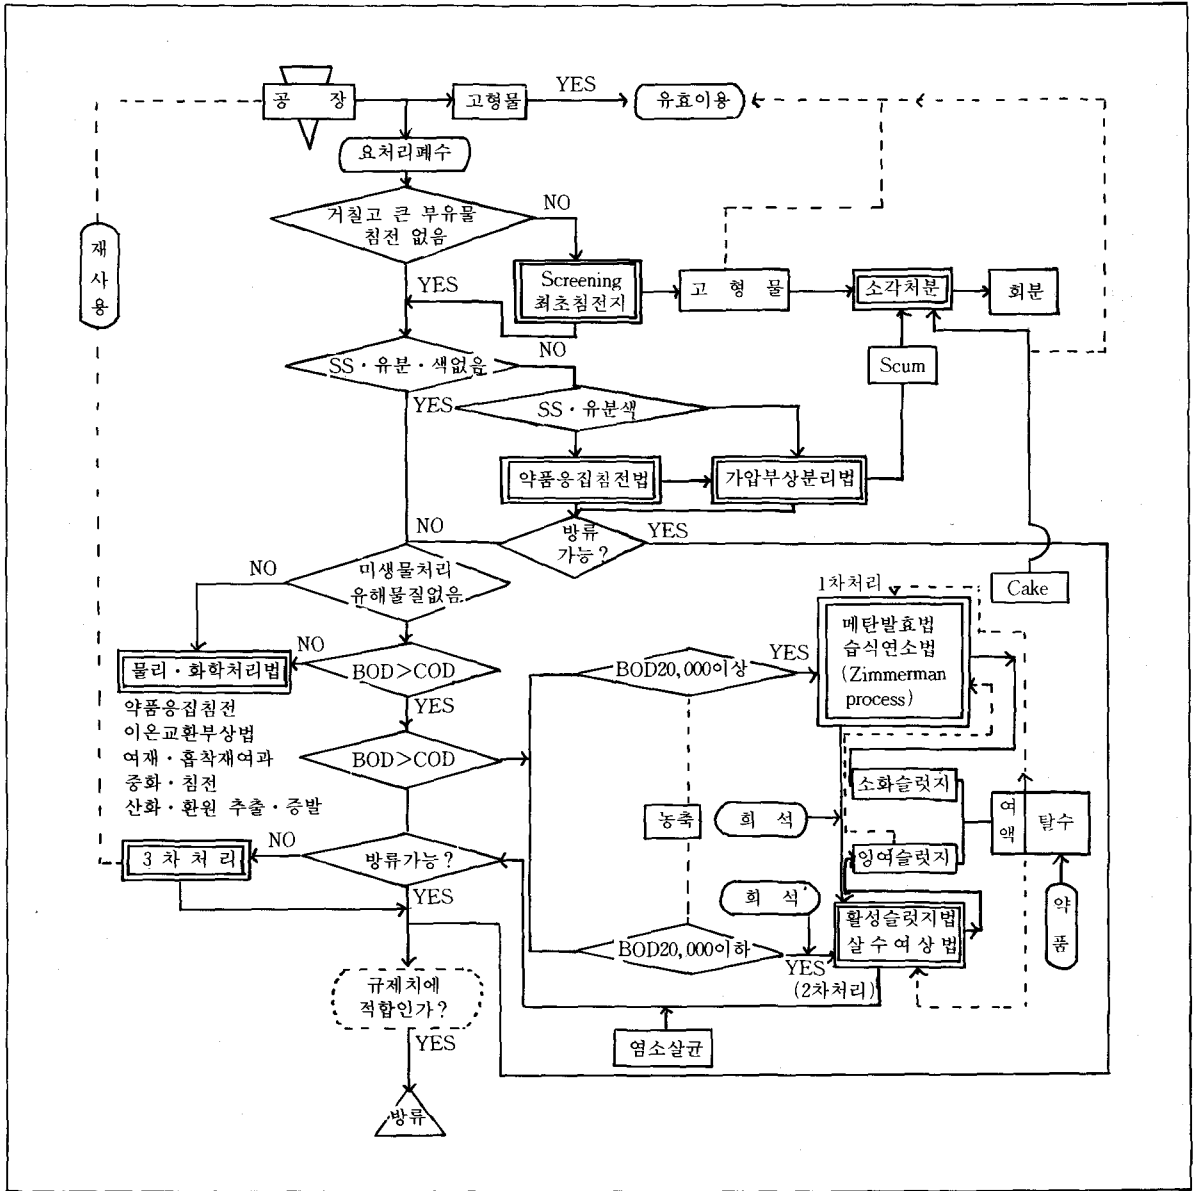 공 장
고형물
YES
유효이용
요처리폐수
거칠고 큰 부유물
침전 없음
NO
재
사
용
YES
Screening
최초침전지
고 형 물
소각처분
회분
SS·유분·색없음
NO
Scum
YES
SS·유분색
약품응집침전법
가압부상분리법
NO
방류
가능?
YES
NO
미생물처리
유해물질없음
Cake
1차처리
메탄발효법
습식연소법
(Zimmerman
process)
NO
물리·화학처리법
BOD>COD
BOD20,000이상
YES
YES
약품응집침전
이온교환부상법
여재·흡착재여과
중화·침전
산화·환원 추출·증발
BOD>COD
소화슬럿지
농축
희 석
여
액
탈수
NO
3차처리
방류가능?
잉여슬럿지
YES
희 석
약
품
활성슬럿지법
살수여상법
BOD20,000이하
YES
(2차처리)
규제치에
적합인가?
염소살균
YES
방류